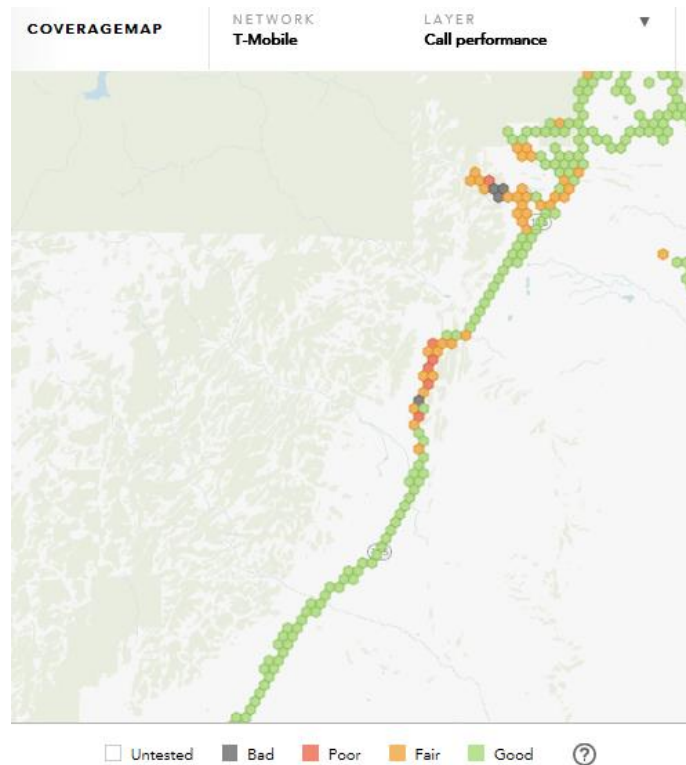 COVERAGEMAP
NETWORK
T-Mobile
LAYER
Call performance
Untested
Bad
Poor
Fair
Good
?